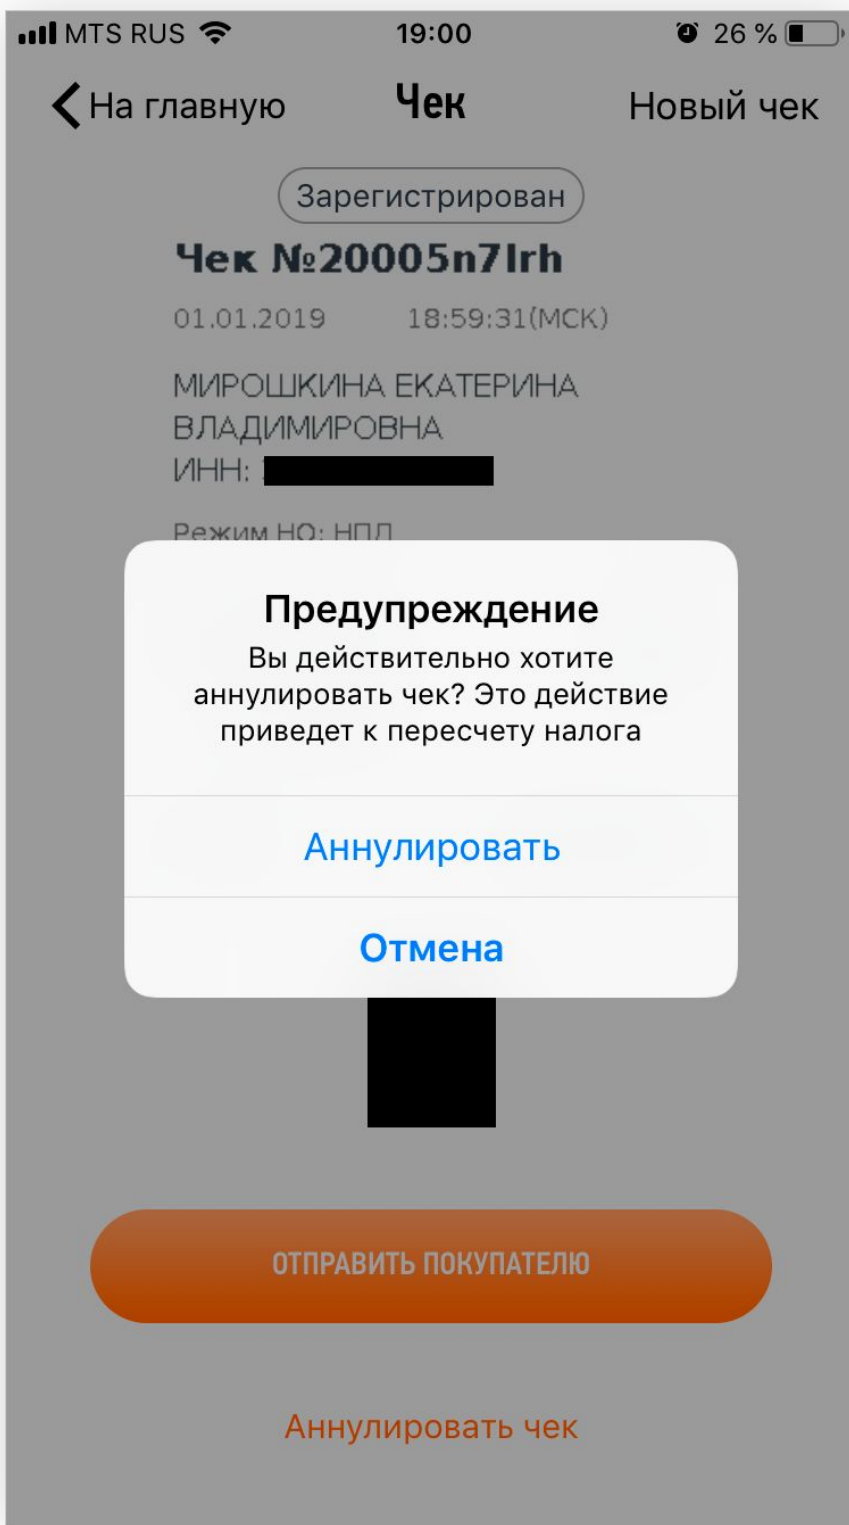 MTS RUS 19:00 26 %
На главную Чек Новый чек
Зарегистрирован
Чек №20005n7lrh
01.01.2019 18:59:31(МСК)
МИРОШКИНА ЕКАТЕРИНА
ВЛАДИМИРОВНА
ИНН:
Режим НО: НПД
Предупреждение
Вы действительно хотите
аннулировать чек? Это действие
приведет к пересчету налога
Аннулировать
Отмена
ОТПРАВИТЬ ПОКУПАТЕЛЮ
Аннулировать чек